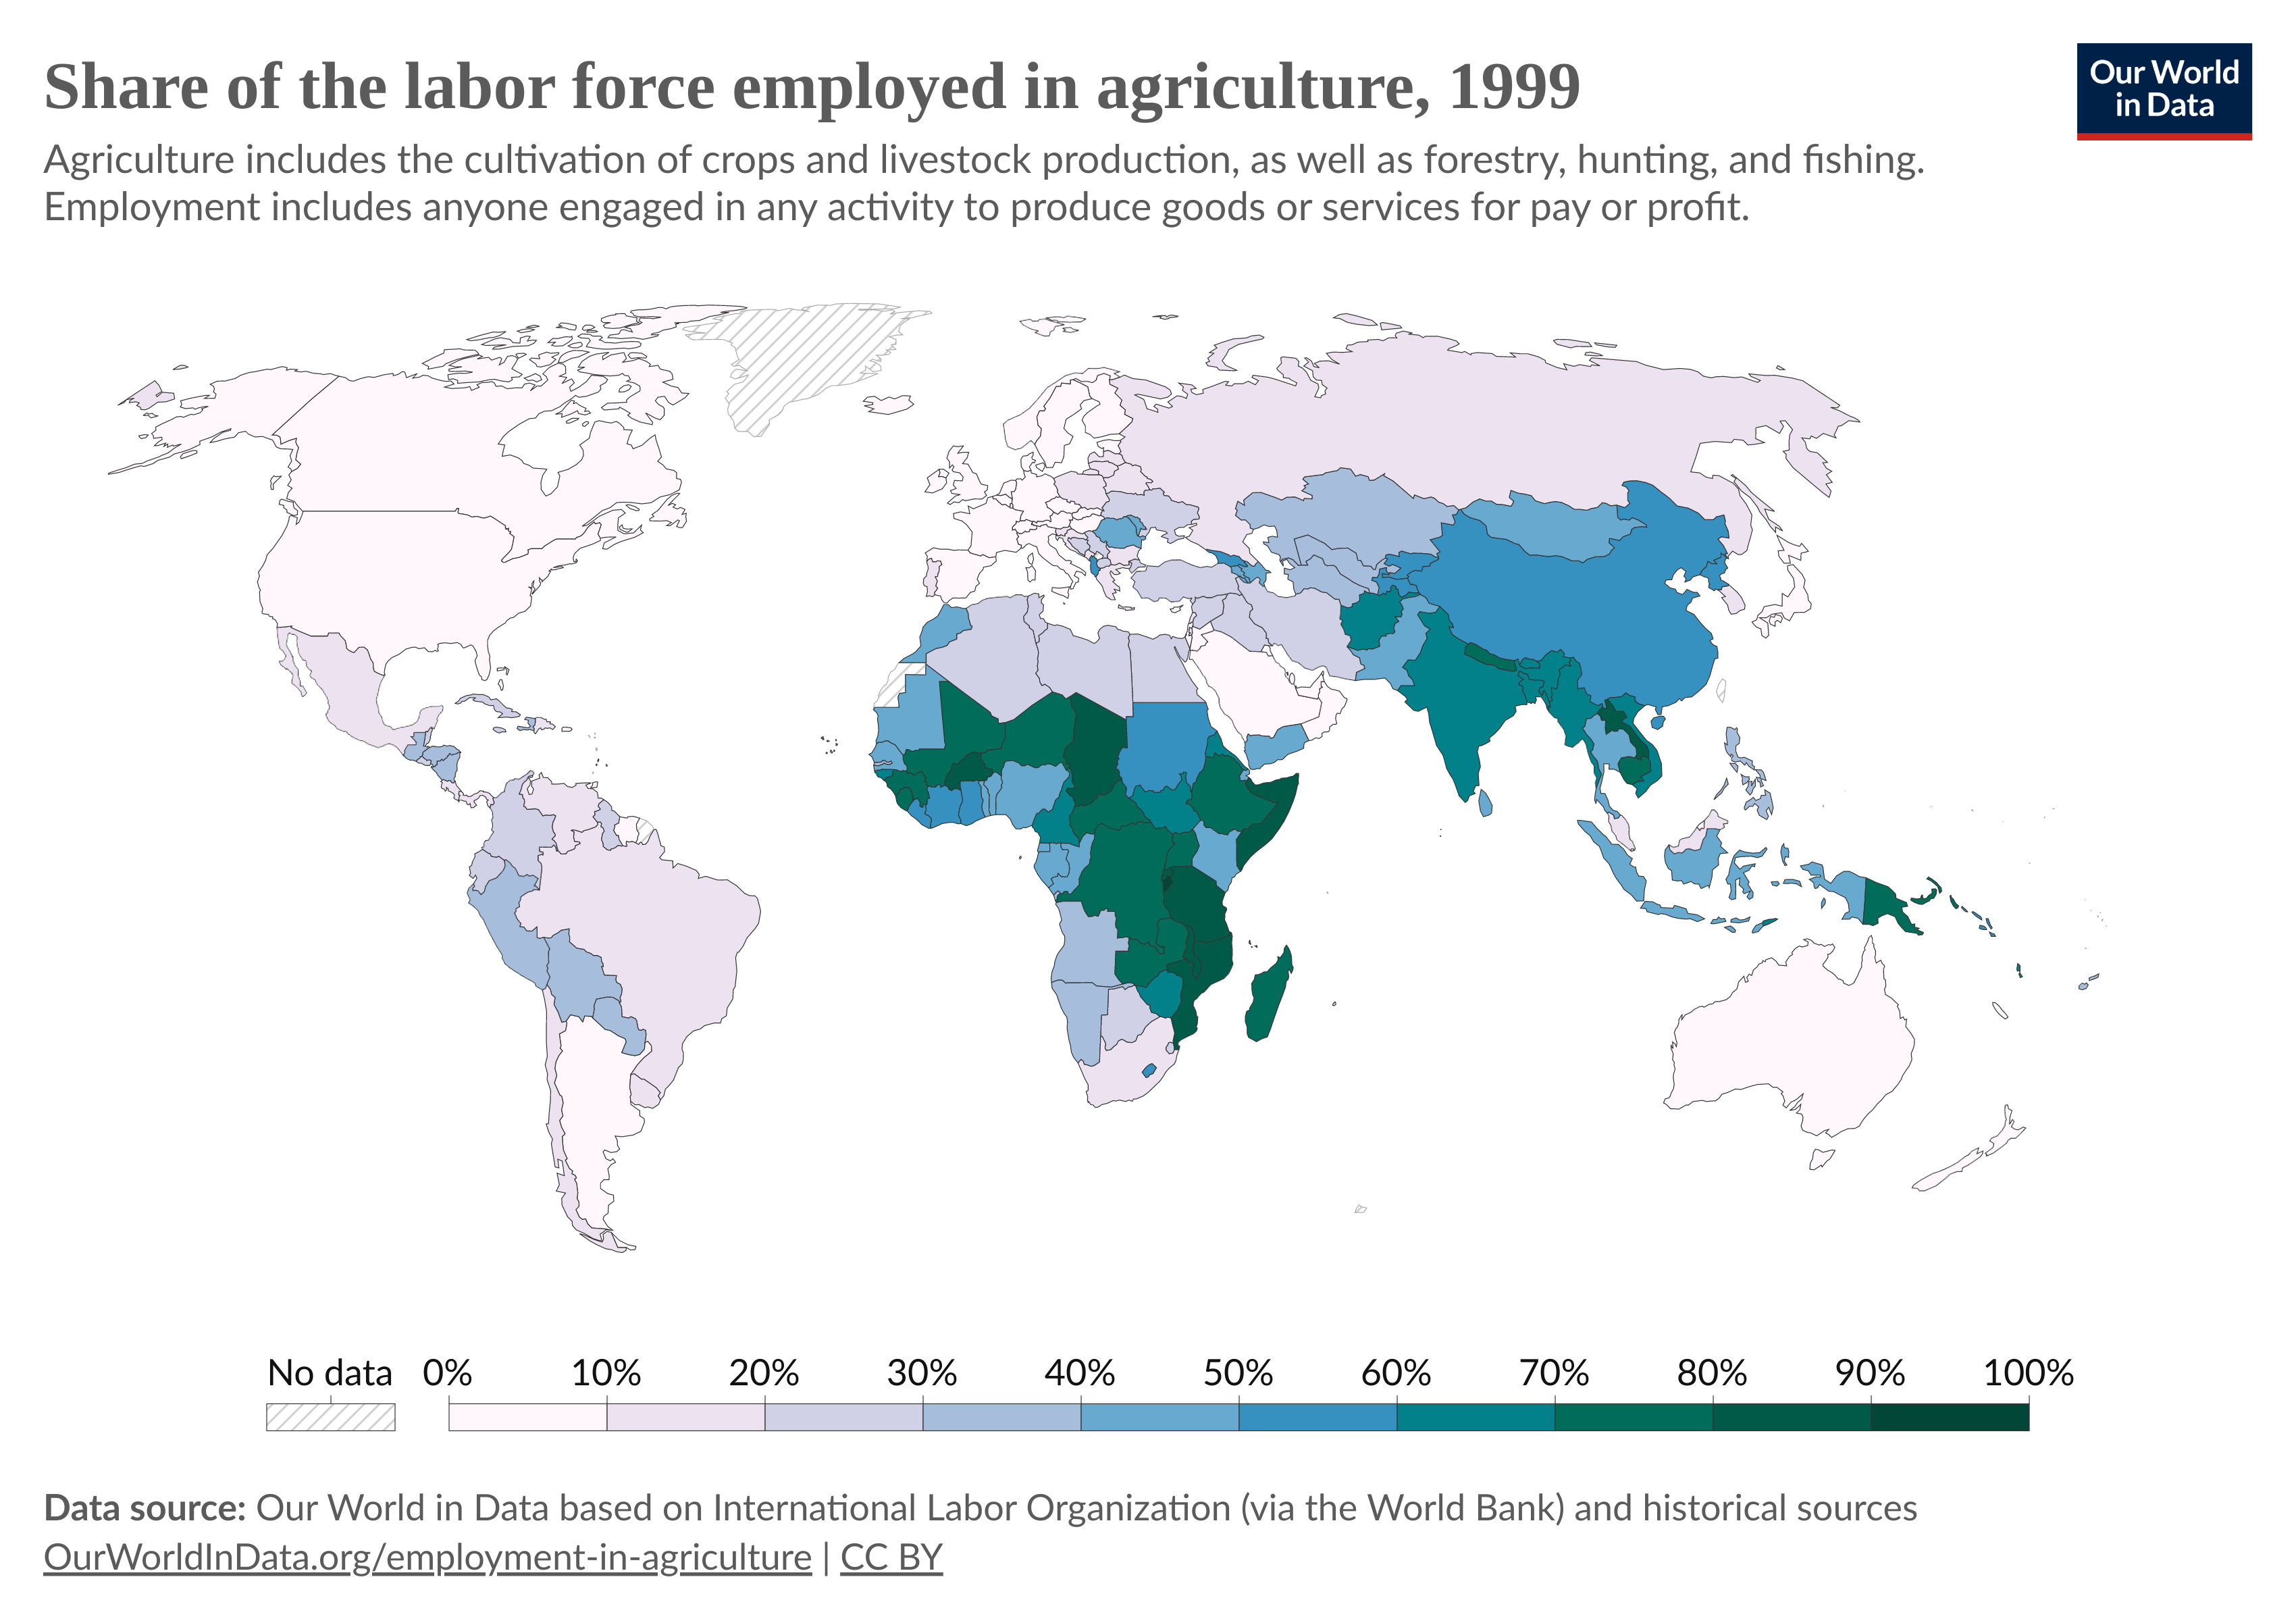 Share of the labor force employed in agriculture, 1999
Our World
in Data
Agriculture includes the cultivation of crops and livestock production, as well as forestry, hunting, and fishing.
Employment includes anyone engaged in any activity to produce goods or services for pay or profit.
No data 0% 10% 20% 30% 40% 50% 60% 70% 80% 90% 100%
Data source: Our World in Data based on International Labor Organization (via the World Bank) and historical sources
OurWorldInData.org/employment-in-agriculture | CC BY